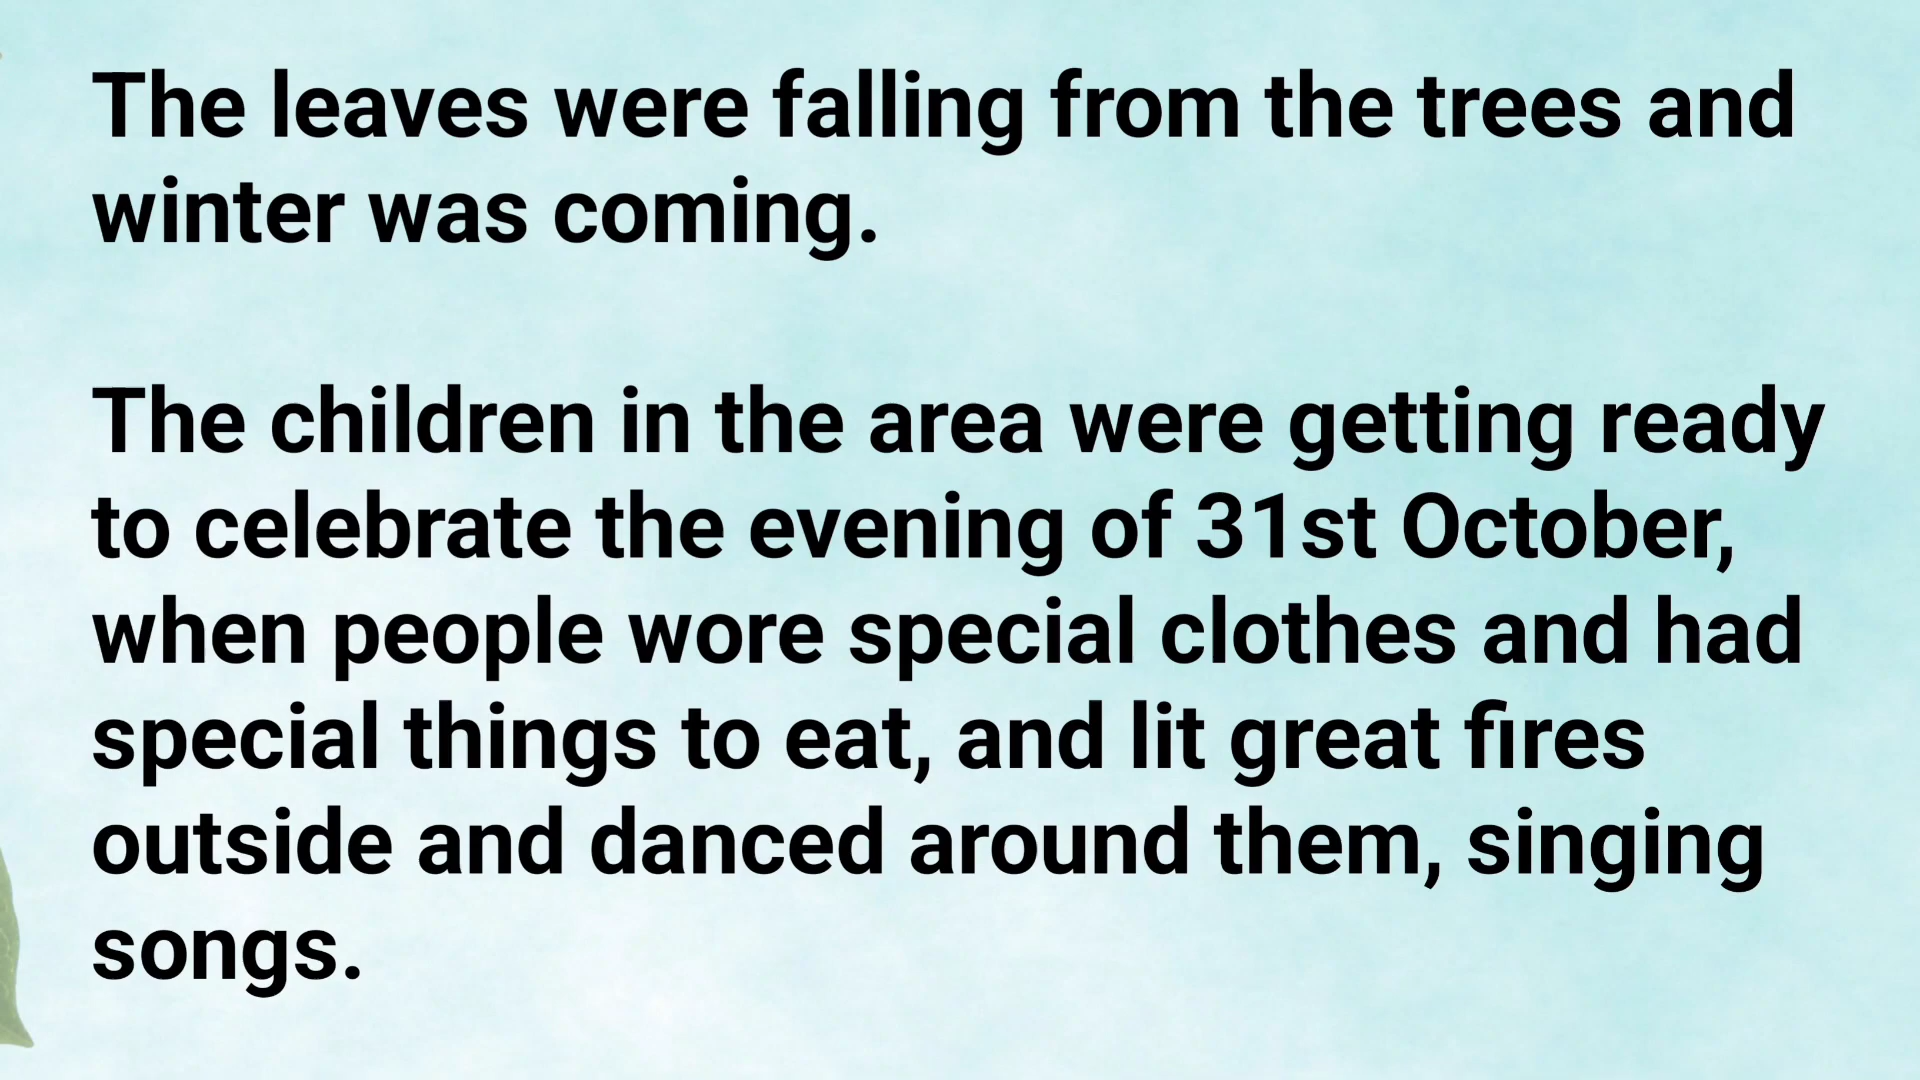 The leaves were falling from the trees and
winter was coming.
The children in the area were getting ready
to celebrate the evening of 31st October,
when people wore special clothes and had
special things to eat, and lit great fires
outside and danced around them, singing
songs.